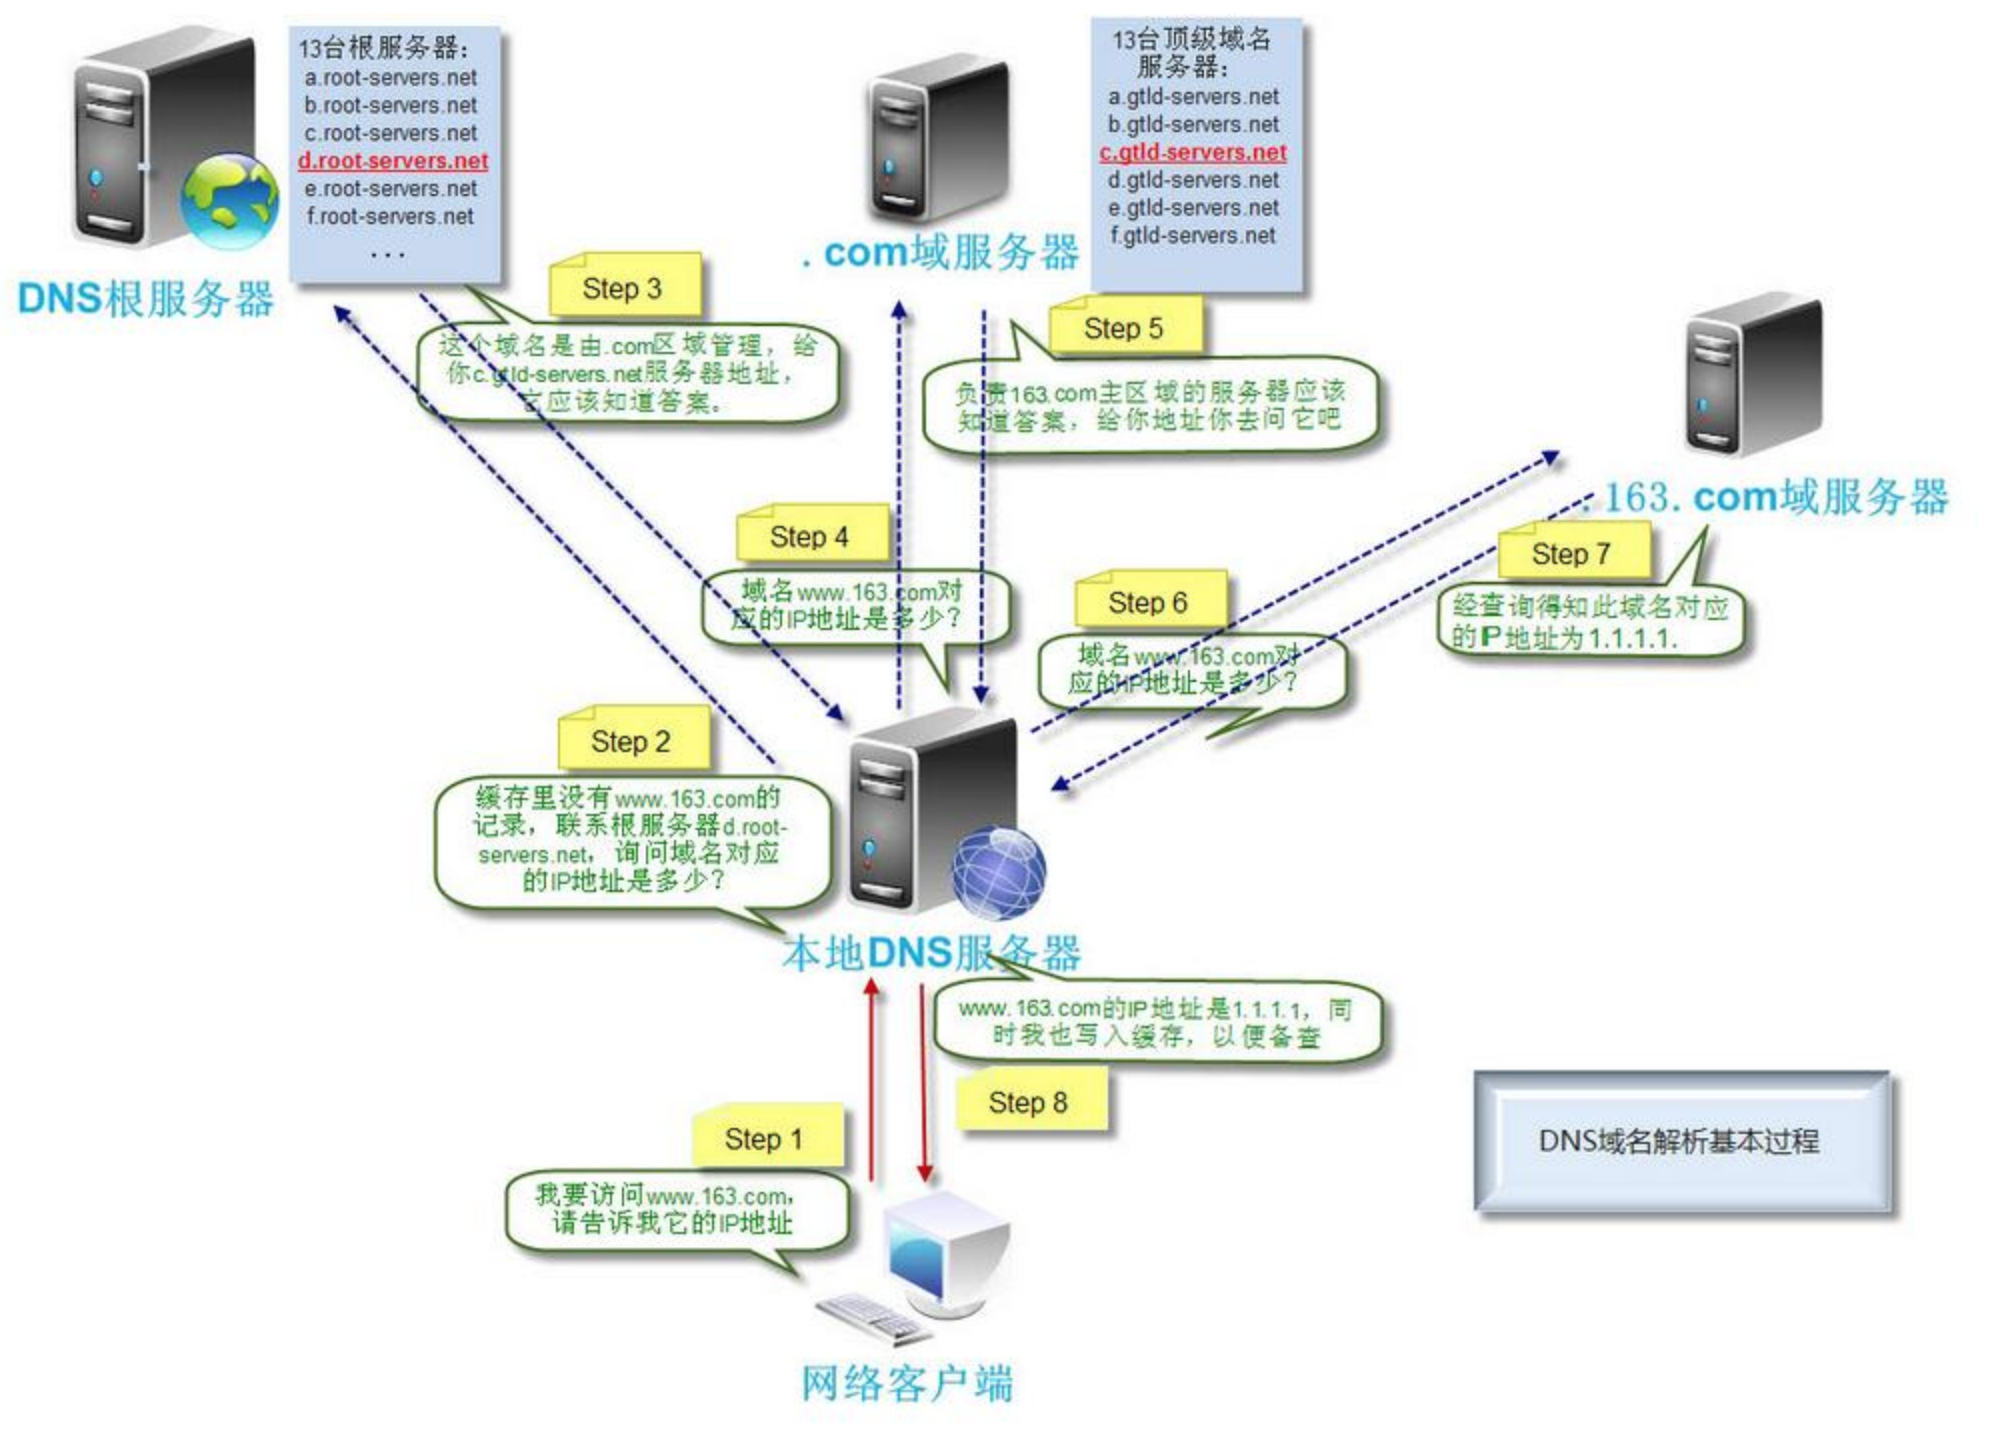 13台根服务器：
a.root-servers.net
b.root-servers.net
c.root-servers.net
d.root-servers.net
e.root-servers.net
f.root-servers.net
...
DNS根服务器
13台顶级域名
服务器：
a.gtld-servers.net
b.gtld-servers.net
c.gtld-servers.net
d.gtld-servers.net
e.gtld-servers.net
f.gtld-servers.net
.com域服务器
Step 3
这个域名是由.com区域管理，给
你c.gtld-servers.net服务器地址，
它应该知道答案。
Step 5
负责163.com主区域的服务器应该
知道答案，给你地址你去问它吧
.163.com域服务器
Step 4
域名www.163.com对
应的IP地址是多少？
Step 6
域名www.163.com对
应的IP地址是多少？
Step 7
经查询得知此域名对应
的IP地址为1.1.1.1.
Step 2
缓存里没有www.163.com的
记录，联系根服务器d.root-
servers.net，询问域名对应
的IP地址是多少？
本地DNS服务器
www.163.com的IP地址是1.1.1.1，同
时我也写入缓存，以便备查
Step 8
Step 1
我要访问www.163.com，
请告诉我它的IP地址
网络客户端
DNS域名解析基本过程